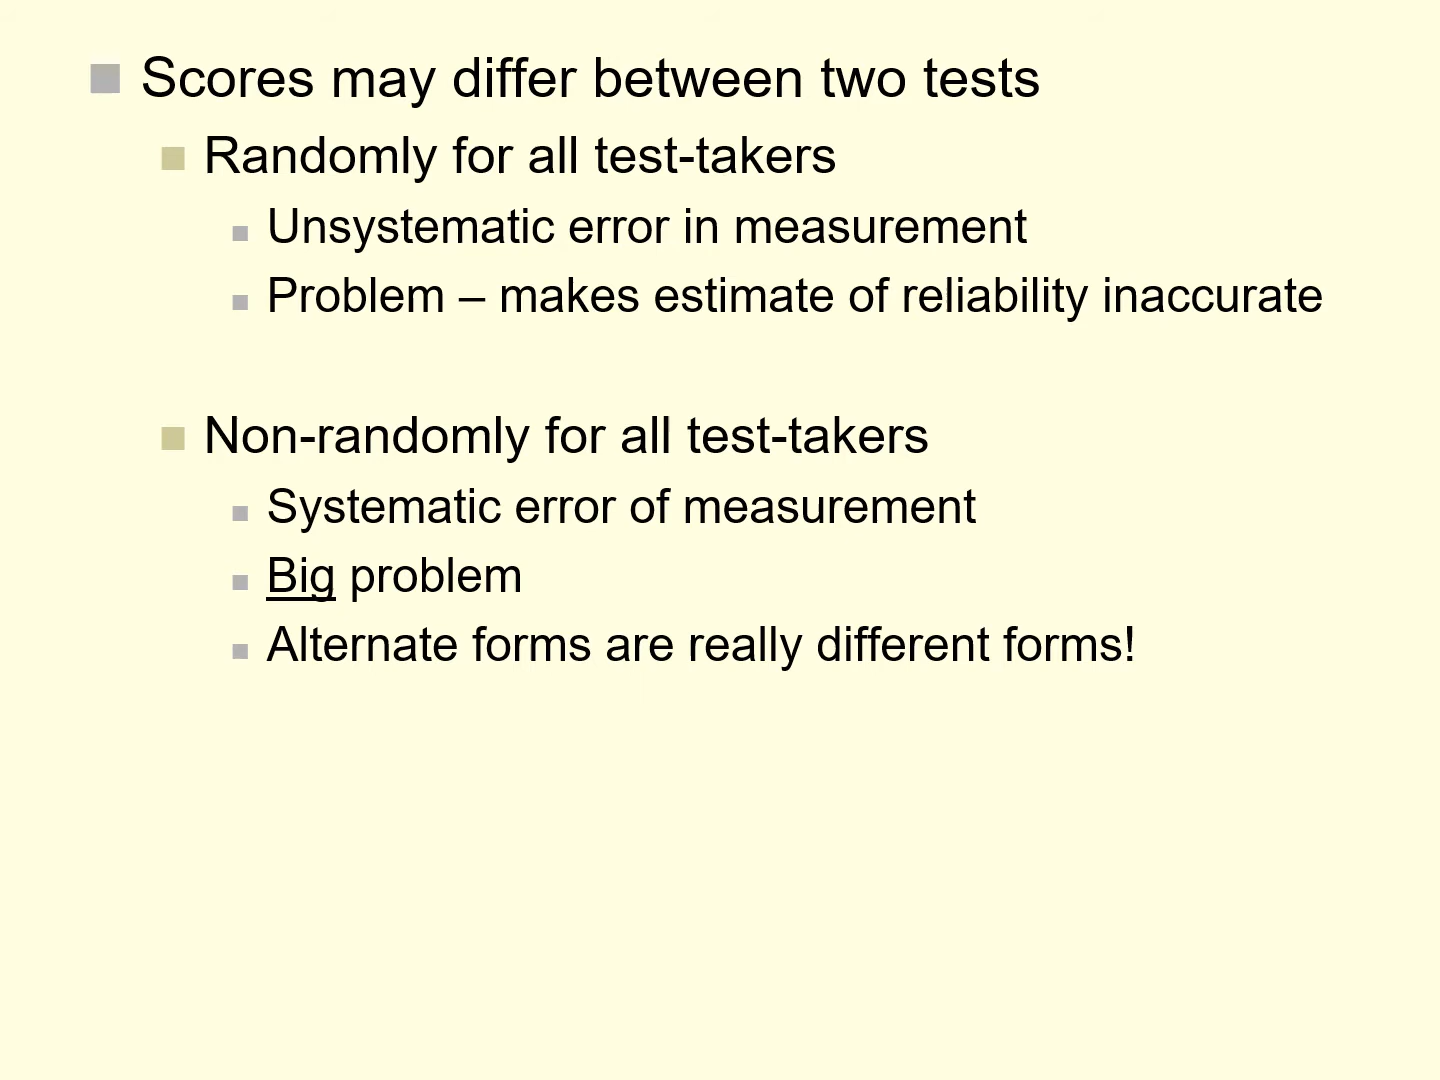 Scores may differ between two tests
Randomly for all test-takers
Unsystematic error in measurement
Problem – makes estimate of reliability inaccurate
Non-randomly for all test-takers
Systematic error of measurement
Big problem
Alternate forms are really different forms!